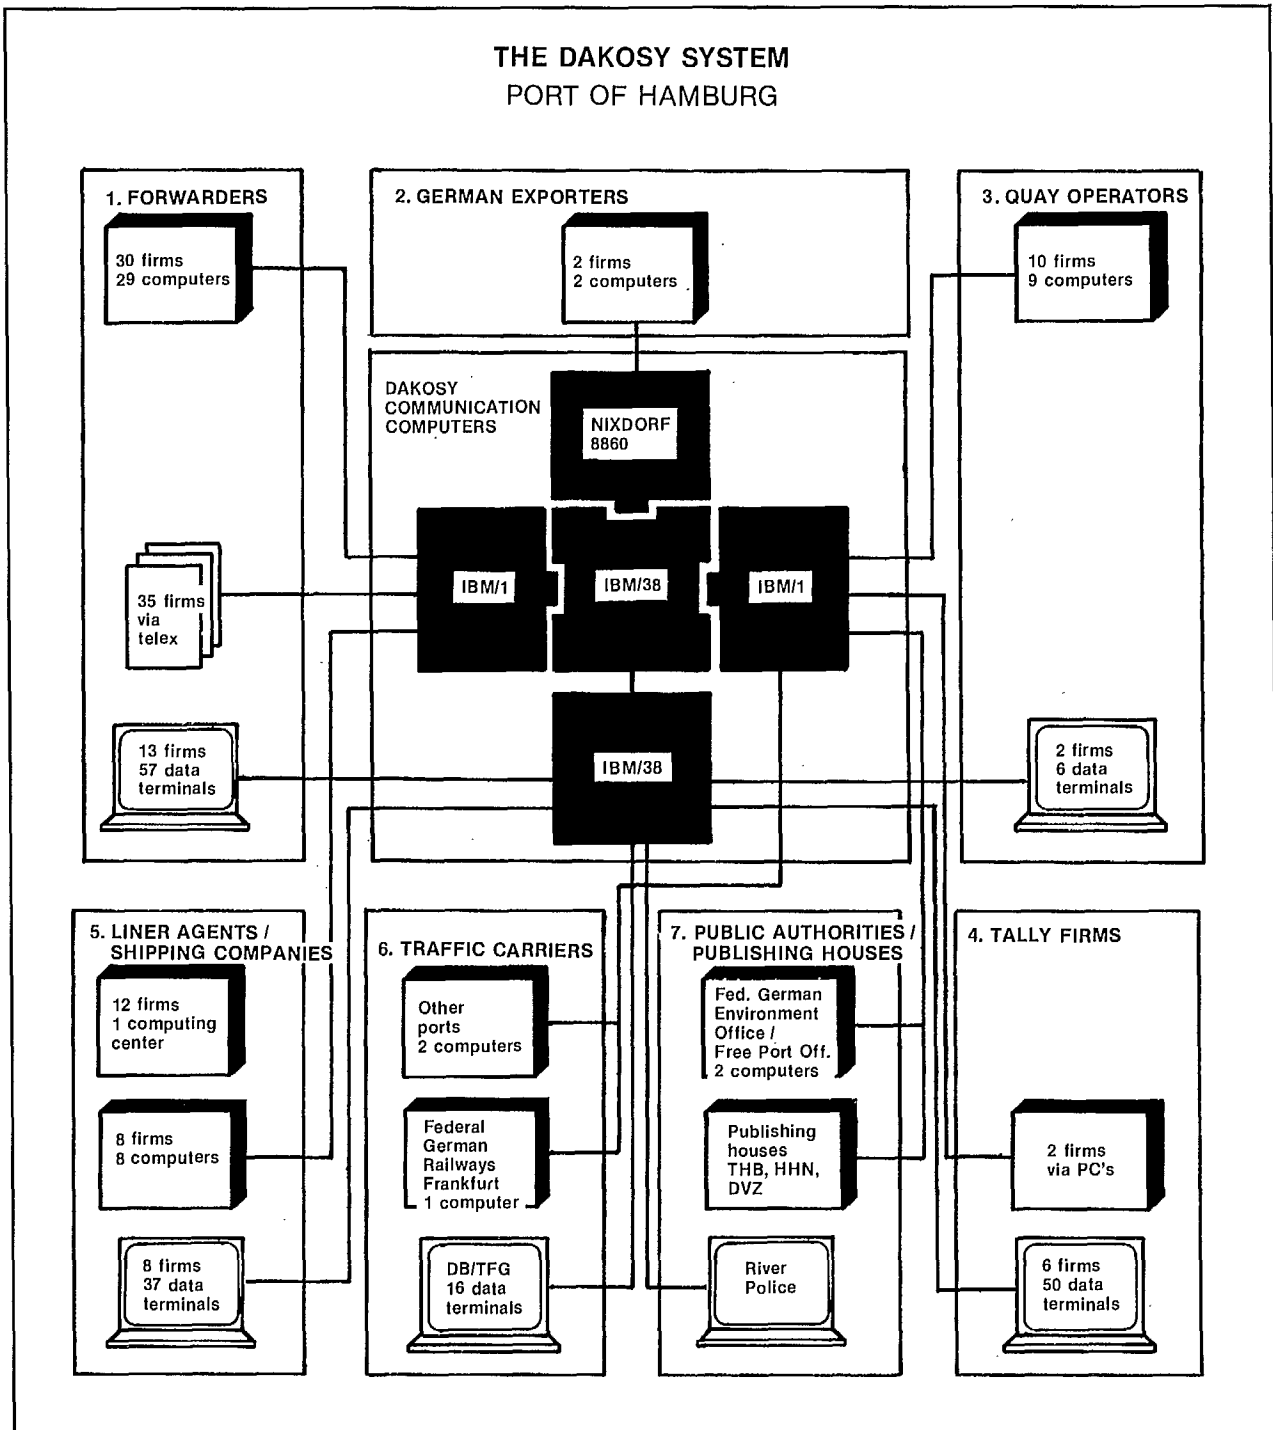 THE DAKOSY SYSTEM
PORT OF HAMBURG
1. FORWARDERS
30 firms
29 computers
35 firms
via
telex
13 firms
57 data
terminals
2. GERMAN EXPORTERS
2 firms
2 computers
DAKOSY
COMMUNICATION
COMPUTERS
NIXDORF
8860
IBM/1
IBM/38
IBM/1
IBM/38
3. QUAY OPERATORS
10 firms
9 computers
2 firms
6 data
terminals
5. LINER AGENTS /
SHIPPING COMPANIES
12 firms
1 computing
center
8 firms
8 computers
8 firms
37 data
terminals
6. TRAFFIC CARRIERS
Other
ports
2 computers
Federal
German
Railways
Frankfurt
1 computer
DB/TFG
16 data
terminals
7. PUBLIC AUTHORITIES /
PUBLISHING HOUSES
Fed. German
Environment
Office /
Free Port Off.
2 computers
Publishing
houses
THB, HHN,
DVZ
River
Police
4. TALLY FIRMS
2 firms
via PC's
6 firms
50 data
terminals